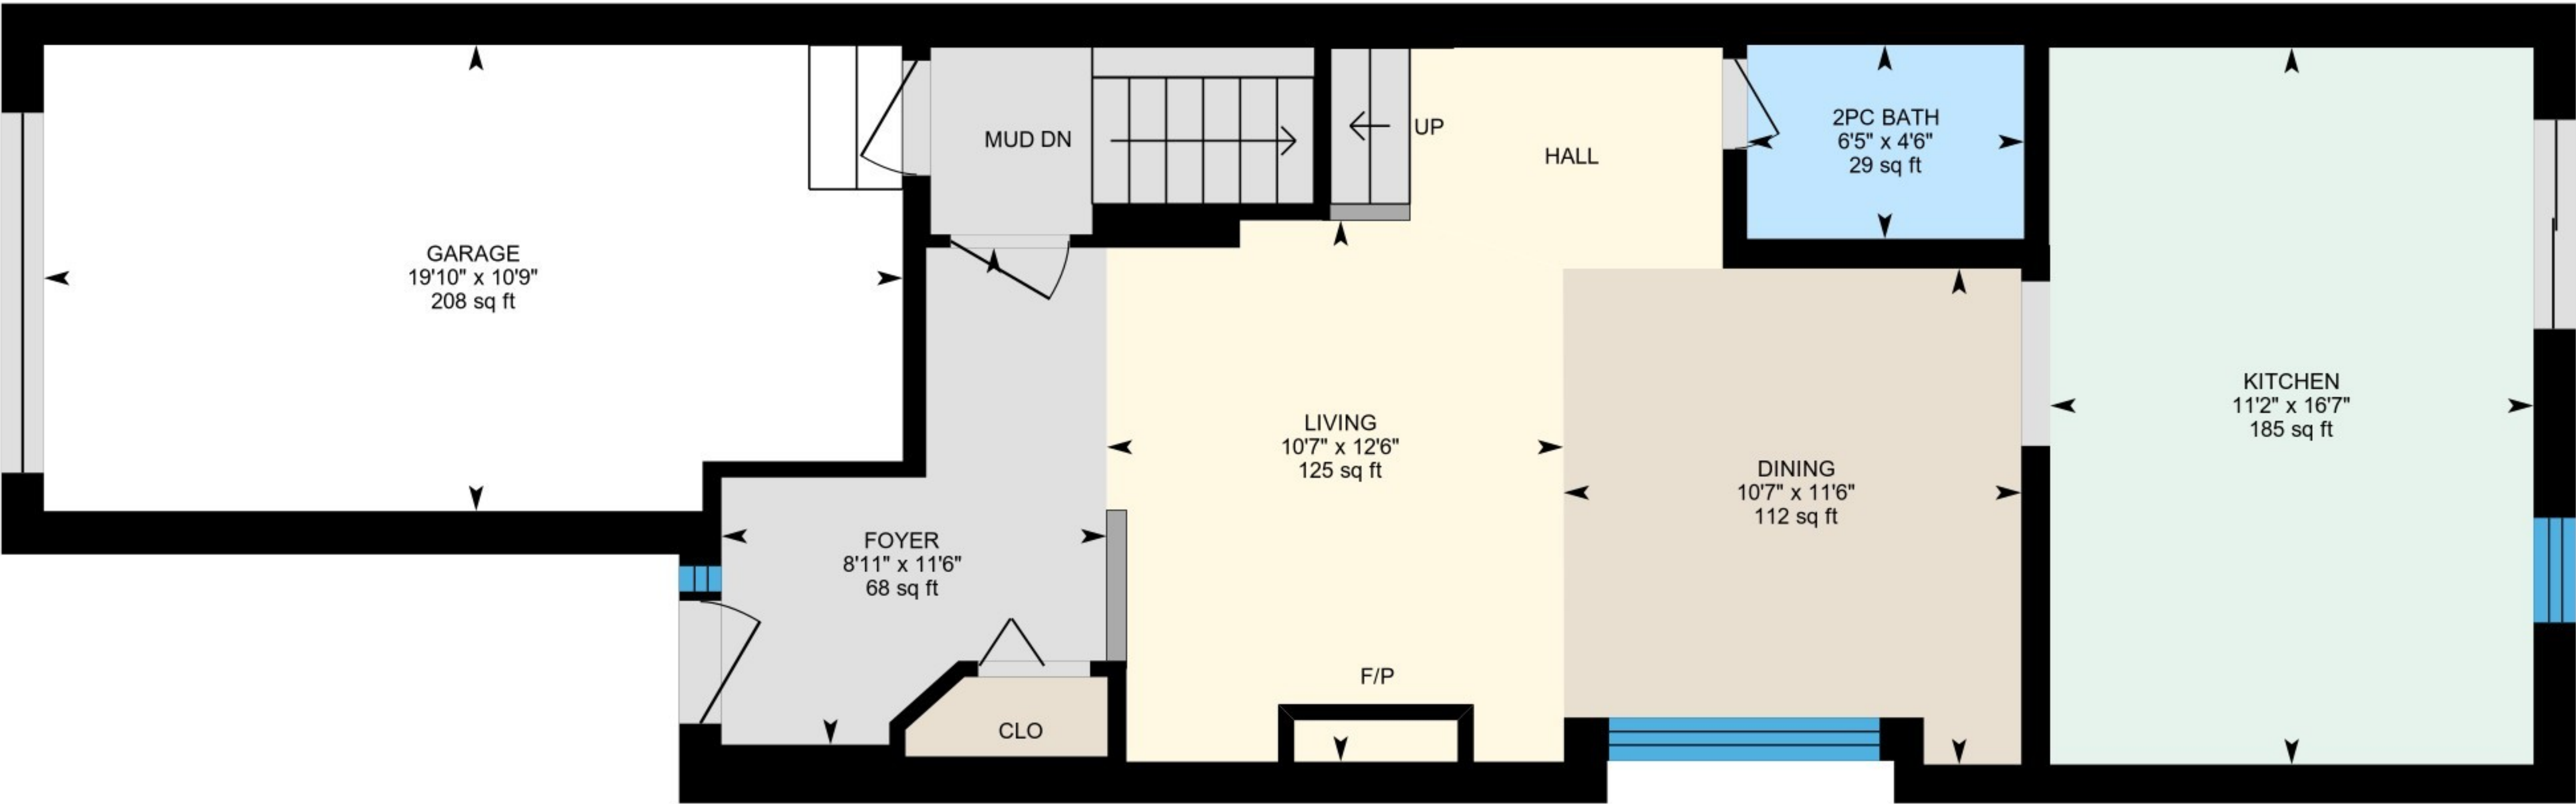 GARAGE
19'10" x 10'9"
208 sq ft
MUD DN
UP
HALL
2PC BATH
6'5" x 4'6"
29 sq ft
FOYER
8'11" x 11'6"
68 sq ft
CLO
LIVING
10'7" x 12'6"
125 sq ft
F/P
DINING
10'7" x 11'6"
112 sq ft
KITCHEN
11'2" x 16'7"
185 sq ft